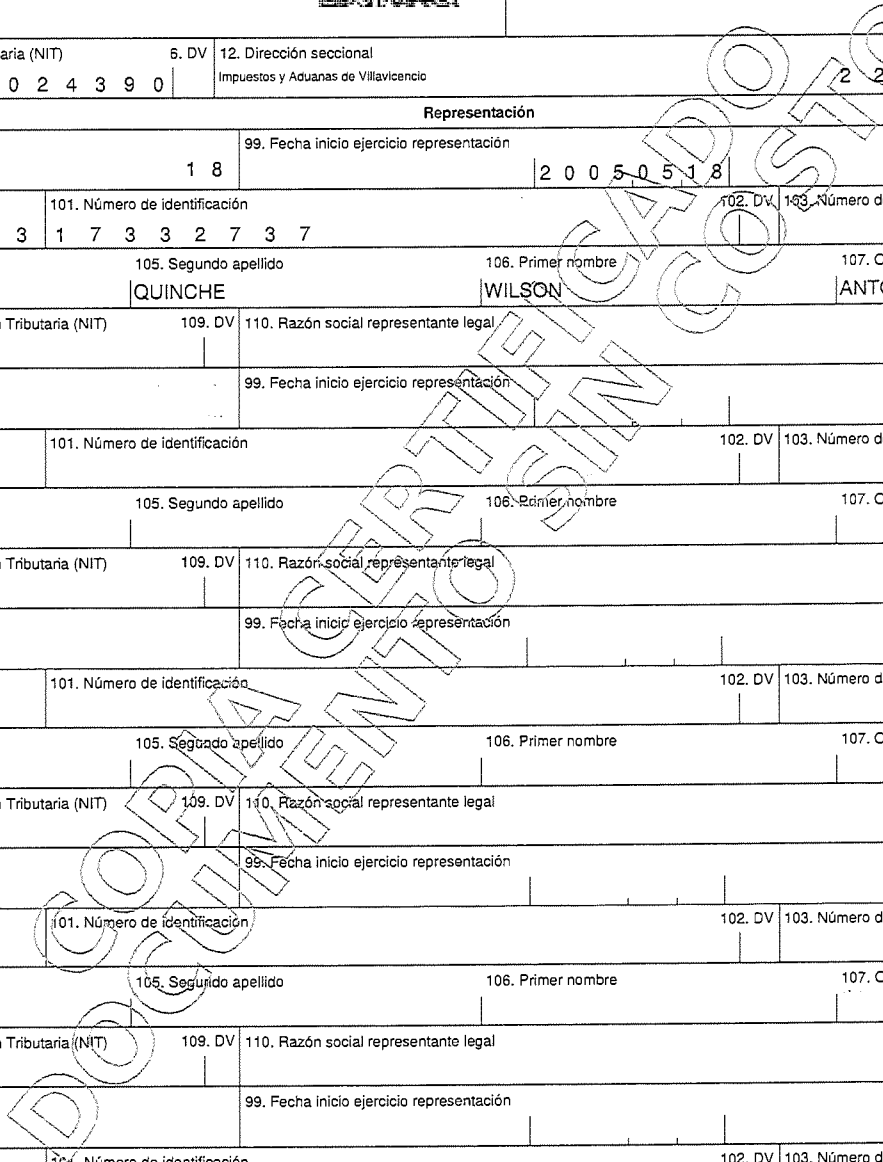 aria (NIT) 6. DV 12. Dirección seccional
0 2 4 3 9 0 Impuestos y Aduanas de Villavicencio 2 2
Representación
99. Fecha inicio ejercicio representación
1 8 2 0 0 5 0 5 1 8
101. Número de identificación 102. DV 103. Número d
3 1 7 3 3 2 7 3 7
105. Segundo apellido 106. Primer nombre 107. O
QUINCHE WILSON ANTO
Tributaria (NIT) 109. DV 110. Razón social representante legal
99. Fecha inicio ejercicio representación
101. Número de identificación 102. DV 103. Número d
105. Segundo apellido 106. Primer nombre 107. O
Tributaria (NIT) 109. DV 110. Razón social representante legal
99. Fecha inicio ejercicio representación
101. Número de identificación 102. DV 103. Número d
105. Segundo apellido 106. Primer nombre 107. O
Tributaria (NIT) 109. DV 110. Razón social representante legal
99. Fecha inicio ejercicio representación
101. Número de identificación 102. DV 103. Número d
105. Segundo apellido 106. Primer nombre 107. O
Tributaria (NIT) 109. DV 110. Razón social representante legal
99. Fecha inicio ejercicio representación
101. Número de identificación 102. DV 103. Número d
COPIA CERTIFICADO
DOCUMENTO SIN COSTO